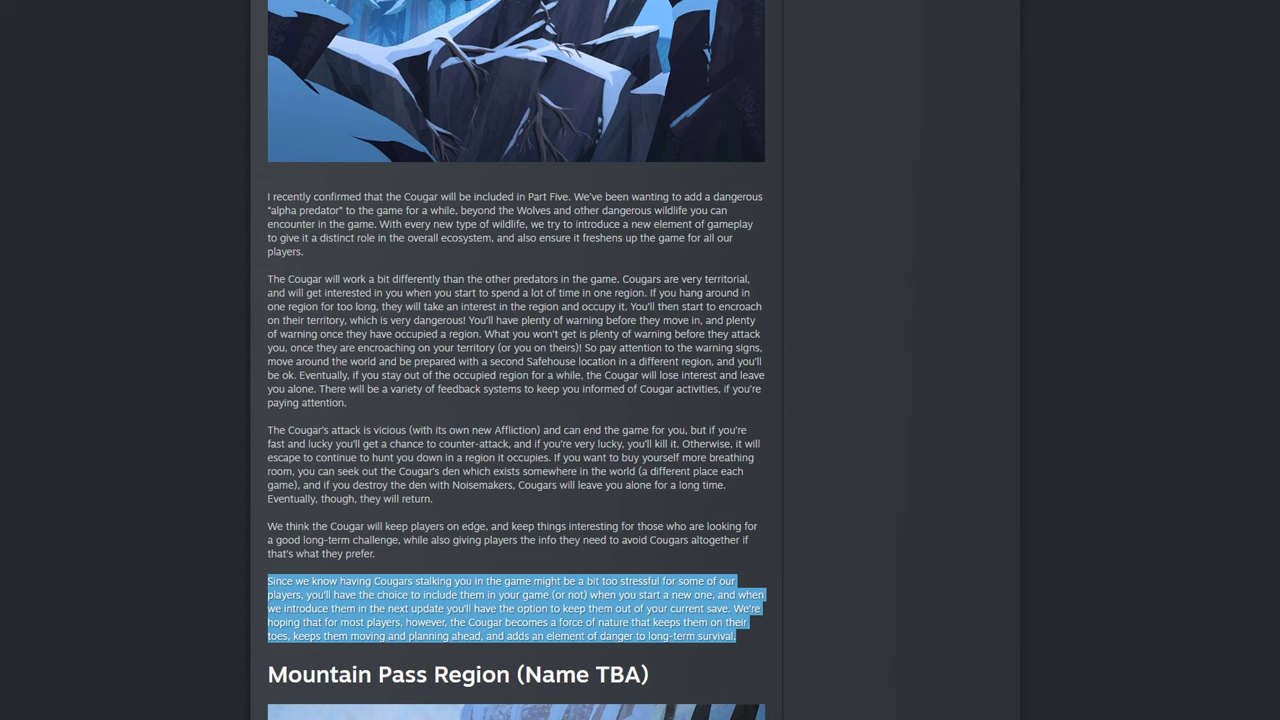 I recently confirmed that the Cougar will be included in Part Five. We've been wanting to add a dangerous
"alpha predator" to the game for a while, beyond the Wolves and other dangerous wildlife you can
encounter in the game. With every new type of wildlife, we try to introduce a new element of gameplay
to give it a distinct role in the overall ecosystem, and also ensure it freshens up the game for all our
players.
The Cougar will work a bit differently than the other predators in the game. Cougars are very territorial,
and will get interested in you when you start to spend a lot of time in one region. If you hang around in
one region for too long, they will take an interest in the region and occupy it. You'll then start to encroach
on their territory, which is very dangerous! You'll have plenty of warning before they move in, and plenty
of warning once they have occupied a region. What you won't get is plenty of warning before they attack
you, once they are encroaching on your territory (or you on theirs)! So pay attention to the warning signs,
move around the world and be prepared with a second Safehouse location in a different region, and you'll
be ok. Eventually, if you stay out of the occupied region for a while, the Cougar will lose interest and leave
you alone. There will be a variety of feedback systems to keep you informed of Cougar activities, if you're
paying attention.
The Cougar's attack is vicious (with its own new Affliction) and can end the game for you, but if you're
fast and lucky you'll get a chance to counter-attack, and if you're very lucky, you'll kill it. Otherwise, it will
escape to continue to hunt you down in a region it occupies. If you want to buy yourself more breathing
room, you can seek out the Cougar's den which exists somewhere in the world (a different place each
game), and if you destroy the den with Noisemakers, Cougars will leave you alone for a long time.
Eventually, though, they will return.
We think the Cougar will keep players on edge, and keep things interesting for those who are looking for
a good long-term challenge, while also giving players the info they need to avoid Cougars altogether if
that's what they prefer.
Since we know having Cougars stalking you in the game might be a bit too stressful for some of our
players, you'll have the choice to include them in your game (or not) when you start a new one, and when
we introduce them in the next update you'll have the option to keep them out of your current save. We're
hoping that for most players, however, the Cougar becomes a force of nature that keeps them on their
toes, keeps them moving and planning ahead, and adds an element of danger to long-term survival.
Mountain Pass Region (Name TBA)